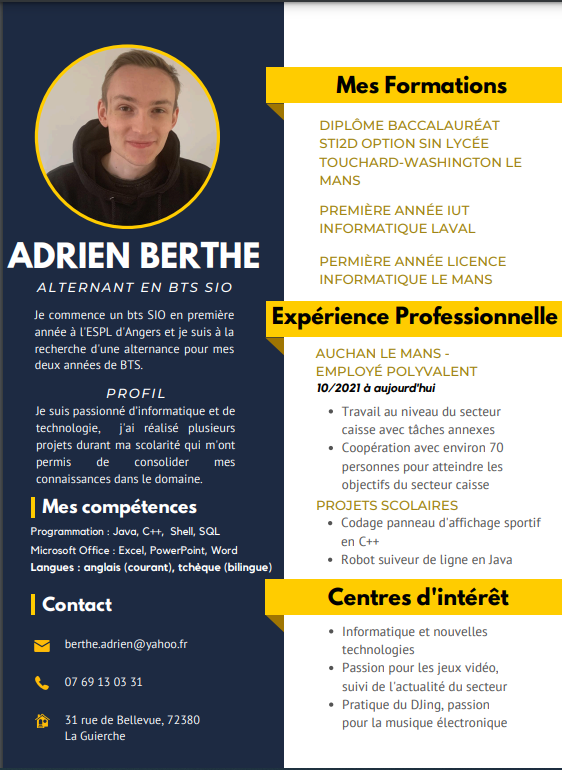 ADRIEN BERTHE
ALTERNANT EN BTS SIO
Je commence un bts SIO en première
année à l'ESPL d'Angers et je suis à la
recherche d'une alternance pour mes
deux années de BTS.
PROFIL
Je suis passionné d'informatique et de
technologie, j'ai réalisé plusieurs
projets durant ma scolarité qui m'ont
permis de consolider mes
connaissances dans le domaine.
Mes compétences
Programmation : Java, C++, Shell, SQL
Microsoft Office : Excel, PowerPoint, Word
Langues : anglais (courant), tchèque (bilingue)
Contact
berthe.adrien@yahoo.fr
07 69 13 03 31
31 rue de Bellevue, 72380
La Guierche
Mes Formations
DIPLÔME BACCALAURÉAT
STI2D OPTION SIN LYCÉE
TOUCHARD-WASHINGTON LE
MANS
PREMIÈRE ANNÉE IUT
INFORMATIQUE LAVAL
PERMIÈRE ANNÉE LICENCE
INFORMATIQUE LE MANS
Expérience Professionnelle
AUCHAN LE MANS -
EMPLOYÉ POLYVALENT
10/2021 à aujourd'hui
• Travail au niveau du secteur
caisse avec tâches annexes
• Coopération avec environ 70
personnes pour atteindre les
objectifs du secteur caisse
PROJETS SCOLAIRES
• Codage panneau d'affichage sportif
en C++
• Robot suiveur de ligne en Java
Centres d'intérêt
• Informatique et nouvelles
technologies
• Passion pour les jeux vidéo,
suivi de l'actualité du secteur
• Pratique du DJing, passion
pour la musique électronique